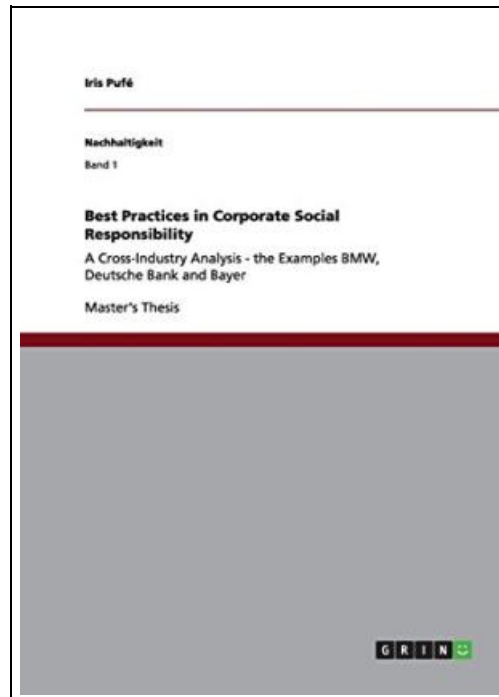 Iris Pufé
Nachhaltigkeit
Band 1
Best Practices in Corporate Social
Responsibility
A Cross-Industry Analysis - the Examples BMW,
Deutsche Bank and Bayer
Master's Thesis
GRIN